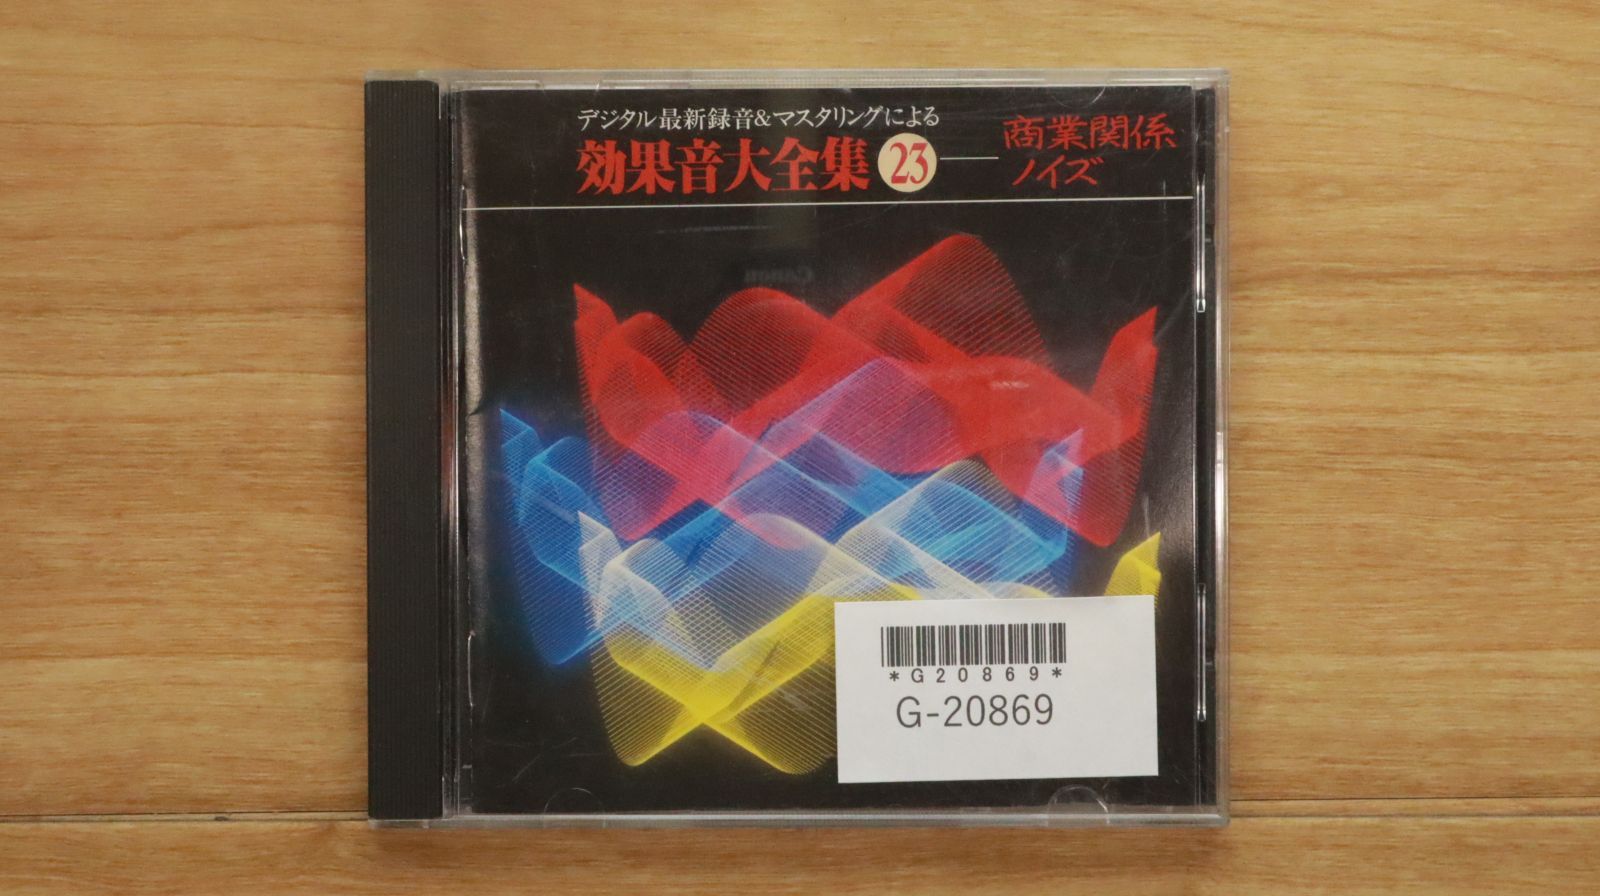 デジタル最新録音&マスタリングによる
効果音大全集 23
商業関係
ノイズ
Canon
*G20869*
G-20869